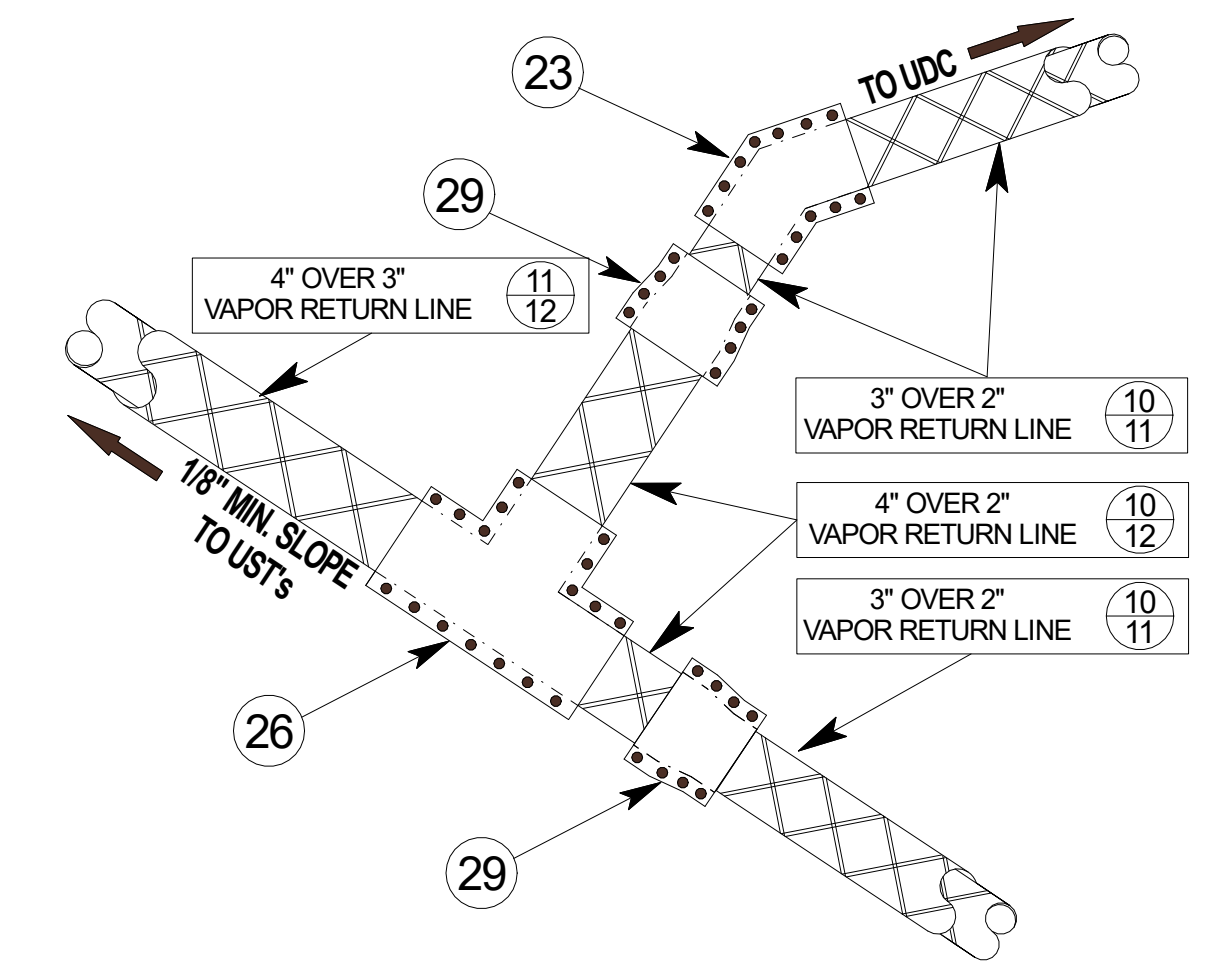 23
TO UDC
29
4" OVER 3"
VAPOR RETURN LINE
11
12
3" OVER 2"
VAPOR RETURN LINE
10
11
1/8" MIN. SLOPE
TO UST's
4" OVER 2"
VAPOR RETURN LINE
10
12
3" OVER 2"
VAPOR RETURN LINE
10
11
26
29